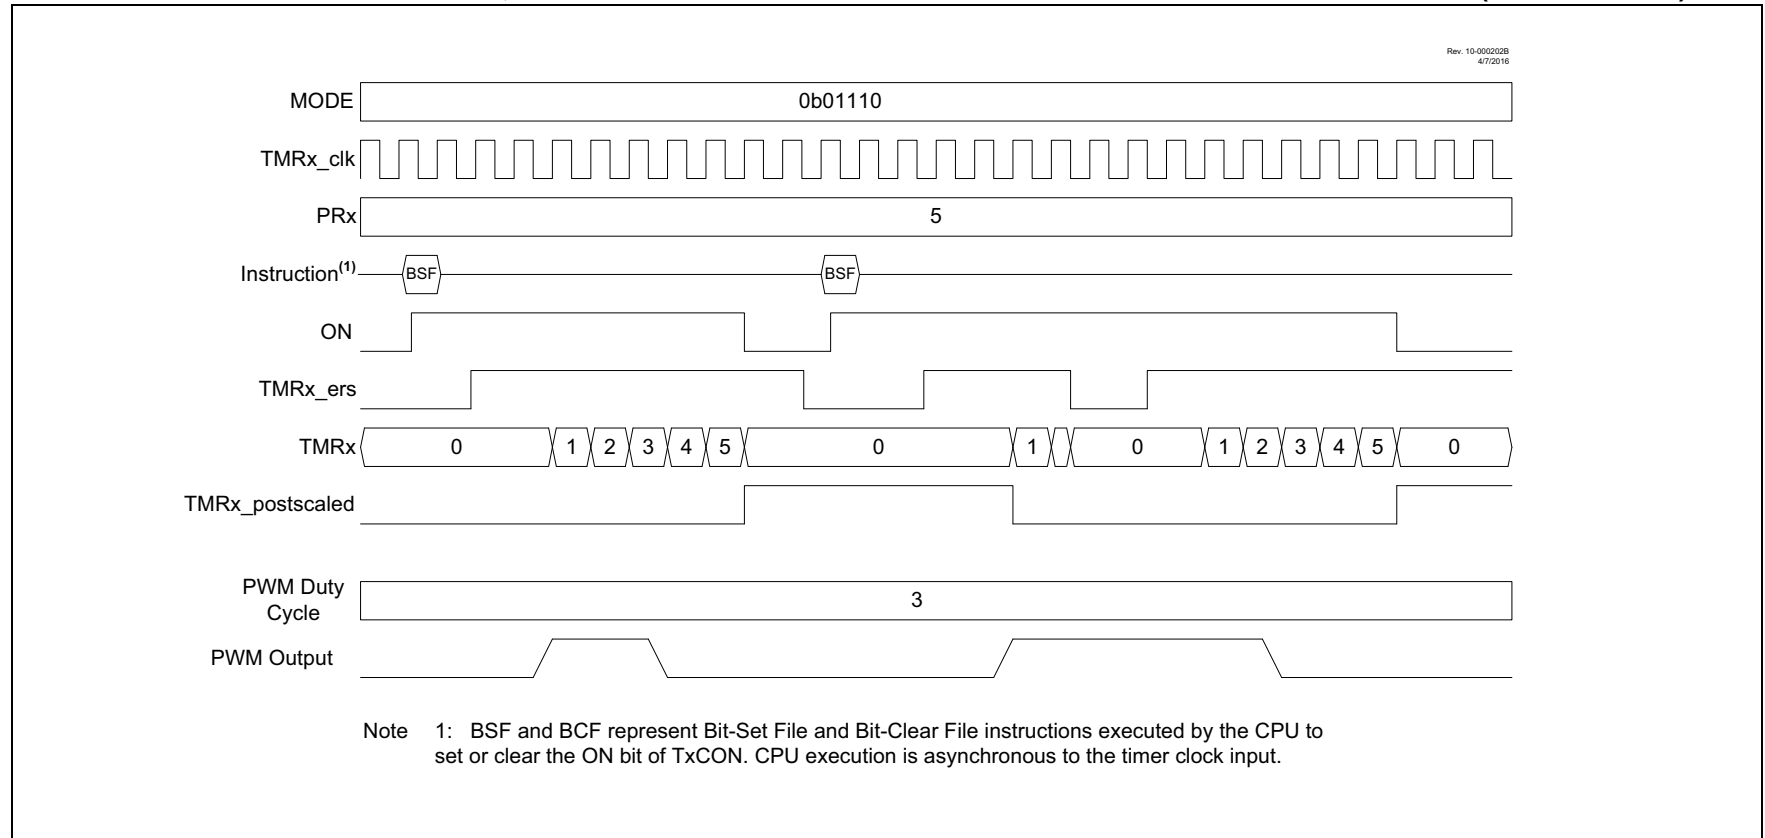 Rev. 10-000202B
4/7/2016
MODE 0b01110
TMRx_clk
PRx 5
Instruction(1) BSF BSF
ON
TMRx_ers
TMRx 0 1 2 3 4 5 0 1 0 1 2 3 4 5 0
TMRx_postscaled
PWM Duty
Cycle 3
PWM Output
Note 1: BSF and BCF represent Bit-Set File and Bit-Clear File instructions executed by the CPU to
set or clear the ON bit of TxCON. CPU execution is asynchronous to the timer clock input.